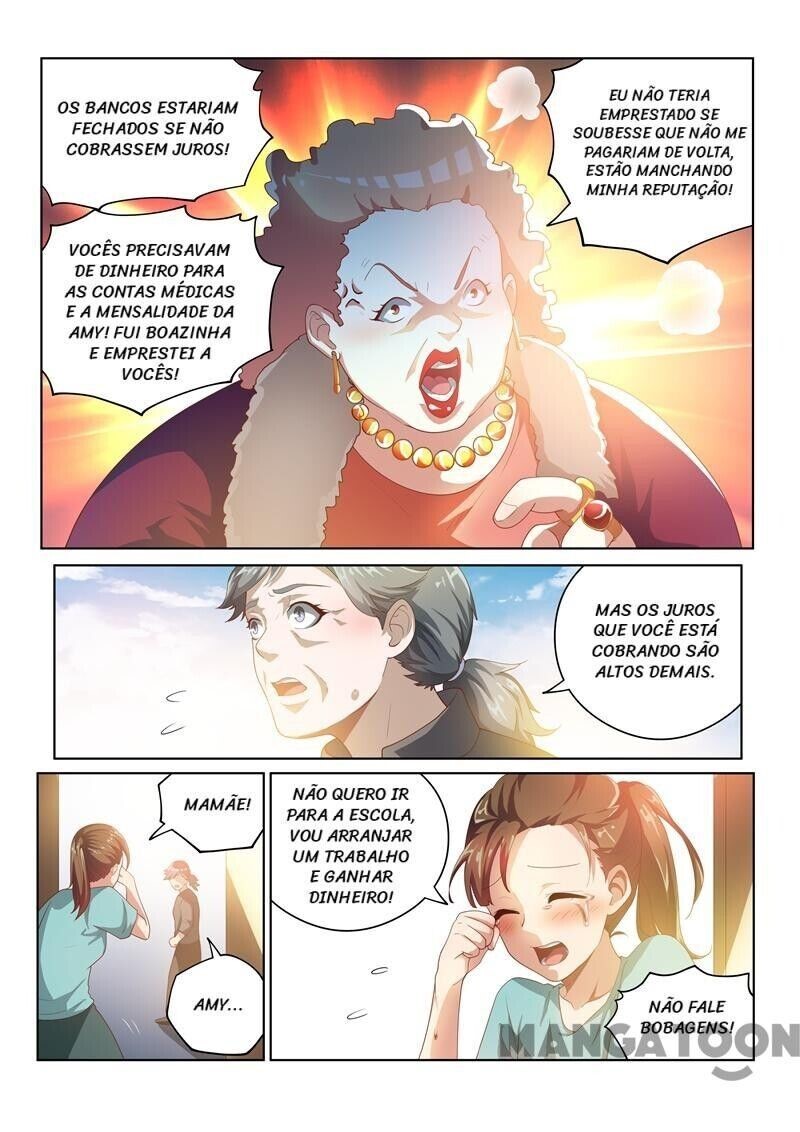 OS BANCOS ESTARIAM
FECHADOS SE NÃO
COBRASSEM JUROS!
EU NÃO TERIA
EMPRESTADO SE
SOUBESSE QUE NÃO ME
PAGARIAM DE VOLTA,
ESTÃO MANCHANDO
MINHA REPUTAÇÃO!
VOCÊS PRECISAVAM
DE DINHEIRO PARA
AS CONTAS MÉDICAS
E A MENSALIDADE DA
AMY! FUI BOAZINHA
E EMPRESTEI A
VOCÊS!
MAS OS JUROS
QUE VOCÊ ESTÁ
COBRANDO SÃO
ALTOS DEMAIS.
MAMÃE!
AMY...
NÃO QUERO IR
PARA A ESCOLA,
VOU ARRANJAR
UM TRABALHO
E GANHAR
DINHEIRO!
NÃO FALE
BOBAGENS!
MANGATOON